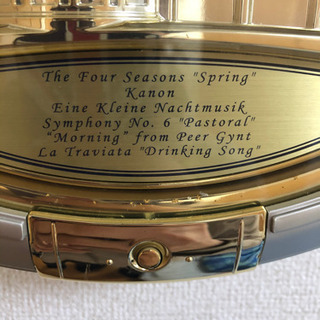 The Four Seasons "Spring"
Kanon
Eine Kleine Nachtmusik
Symphony No. 6 "Pastoral"
“Morning” from Peer Gynt
La Traviata "Drinking Song"